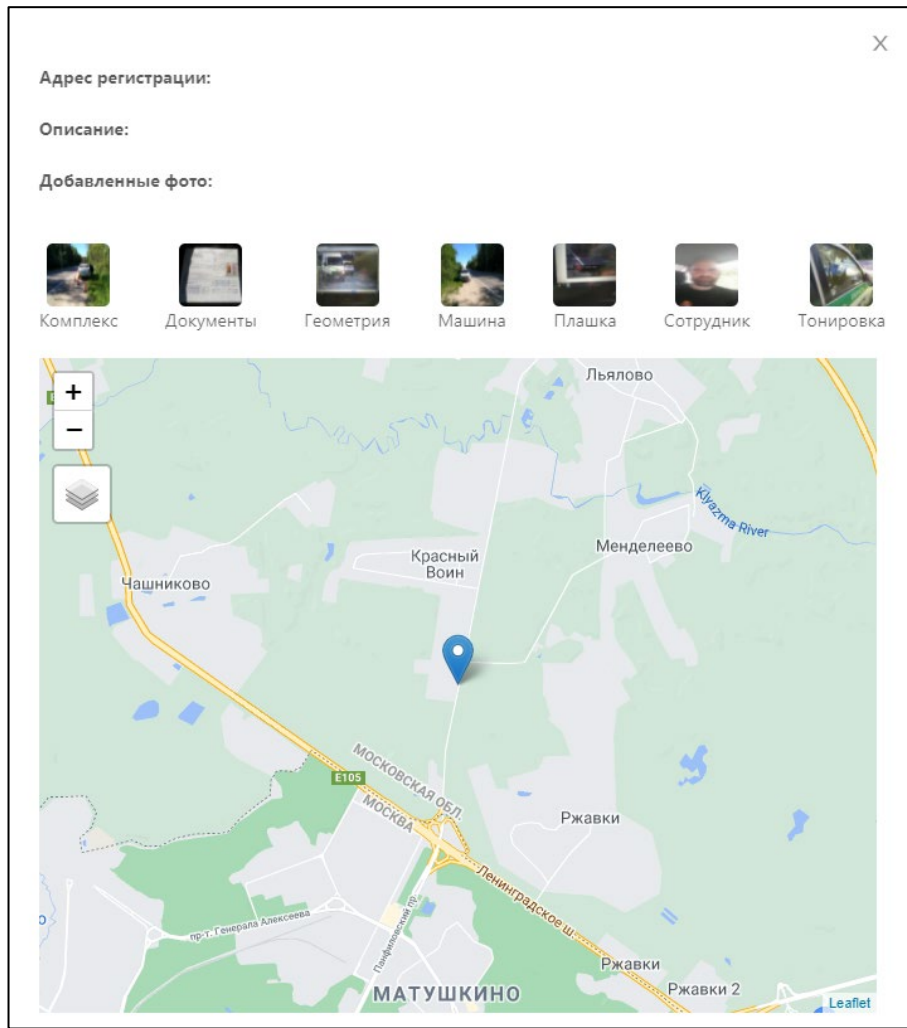 X
Адрес регистрации:
Описание:
Добавленные фото:
Комплекс Документы Геометрия Машина Плашка Сотрудник Тонировка
+
−
Льялово
Klyazma River
Красный
Воин
Менделеево
Чашниково
МОСКОВСКАЯ ОБЛ.
E105
МОСКВА
Ржавки
Ленинградское ш.
Панфиловский пр.
пр-т. Генерала Алексеева
Ржавки
МАТУШКИНО
Ржавки 2
Leaflet